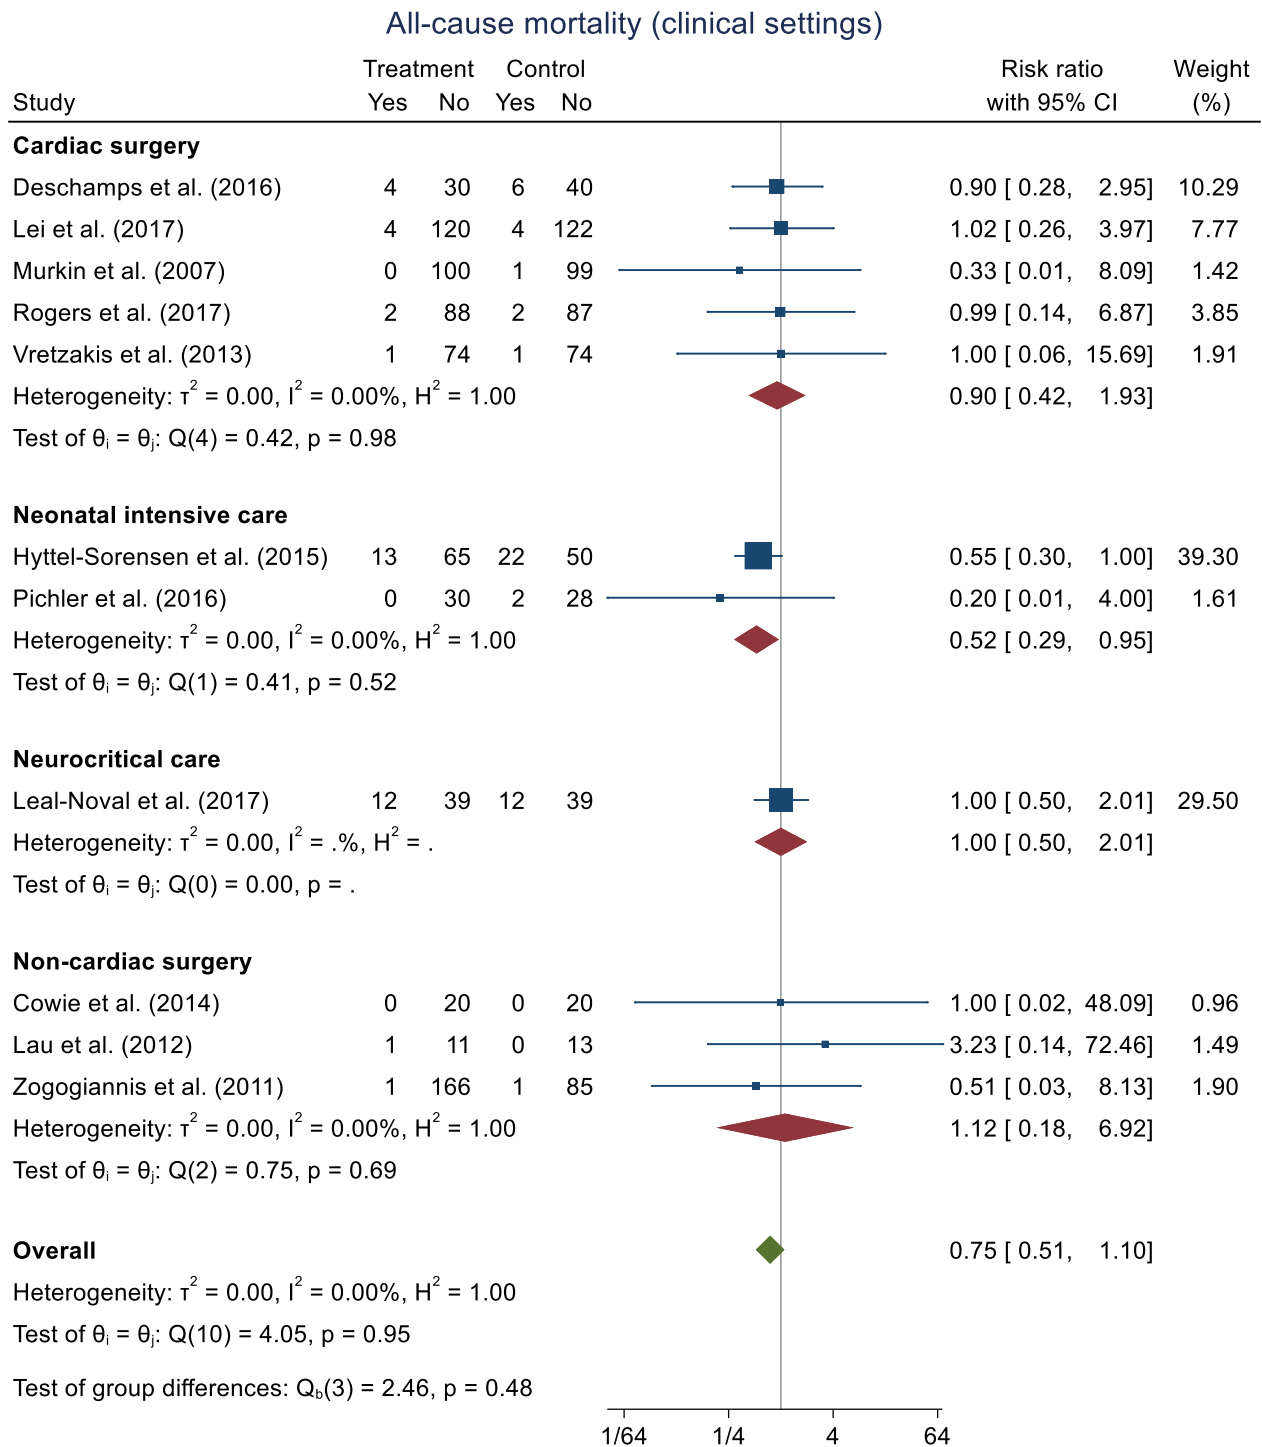 All-cause mortality (clinical settings)
Treatment Control Risk ratio Weight
Study Yes No Yes No with 95% CI (%)
Cardiac surgery
Deschamps et al. (2016) 4 30 6 40 0.90 [ 0.28, 2.95] 10.29
Lei et al. (2017) 4 120 4 122 1.02 [ 0.26, 3.97] 7.77
Murkin et al. (2007) 0 100 1 99 0.33 [ 0.01, 8.09] 1.42
Rogers et al. (2017) 2 88 2 87 0.99 [ 0.14, 6.87] 3.85
Vretzakis et al. (2013) 1 74 1 74 1.00 [ 0.06, 15.69] 1.91
Heterogeneity: τ² = 0.00, I² = 0.00%, H² = 1.00 0.90 [ 0.42, 1.93]
Test of θᵢ = θⱼ: Q(4) = 0.42, p = 0.98
Neonatal intensive care
Hyttel-Sorensen et al. (2015) 13 65 22 50 0.55 [ 0.30, 1.00] 39.30
Pichler et al. (2016) 0 30 2 28 0.20 [ 0.01, 4.00] 1.61
Heterogeneity: τ² = 0.00, I² = 0.00%, H² = 1.00 0.52 [ 0.29, 0.95]
Test of θᵢ = θⱼ: Q(1) = 0.41, p = 0.52
Neurocritical care
Leal-Noval et al. (2017) 12 39 12 39 1.00 [ 0.50, 2.01] 29.50
Heterogeneity: τ² = 0.00, I² = .%, H² = . 1.00 [ 0.50, 2.01]
Test of θᵢ = θⱼ: Q(0) = 0.00, p = .
Non-cardiac surgery
Cowie et al. (2014) 0 20 0 20 1.00 [ 0.02, 48.09] 0.96
Lau et al. (2012) 1 11 0 13 3.23 [ 0.14, 72.46] 1.49
Zogogiannis et al. (2011) 1 166 1 85 0.51 [ 0.03, 8.13] 1.90
Heterogeneity: τ² = 0.00, I² = 0.00%, H² = 1.00 1.12 [ 0.18, 6.92]
Test of θᵢ = θⱼ: Q(2) = 0.75, p = 0.69
Overall 0.75 [ 0.51, 1.10]
Heterogeneity: τ² = 0.00, I² = 0.00%, H² = 1.00
Test of θᵢ = θⱼ: Q(10) = 4.05, p = 0.95
Test of group differences: Q_b(3) = 2.46, p = 0.48
1/64 1/4 4 64